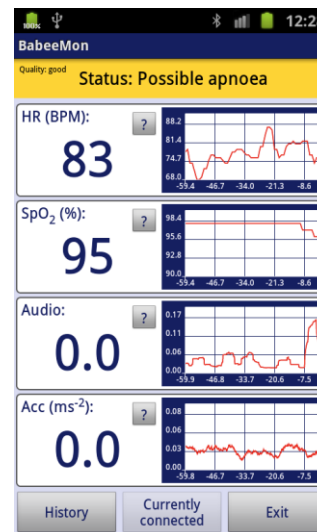 100%
12:2
BabeeMon
Quality: good
Status: Possible apnoea
HR (BPM):
?
83
88.2
81.4
74.7
68.0
-59.4 -46.7 -34.0 -21.3 -8.6
SpO2 (%):
?
95
98.4
95.6
92.8
90.0
-59.4 -46.7 -34.0 -21.3 -8.6
Audio:
?
0.0
0.17
0.11
0.06
0.00
-59.9 -46.8 -33.7 -20.6 -7.5
Acc (ms-2):
?
0.0
0.08
0.06
0.03
0.00
-59.8 -46.8 -33.7 -20.6 -7.5
History
Currently
connected
Exit